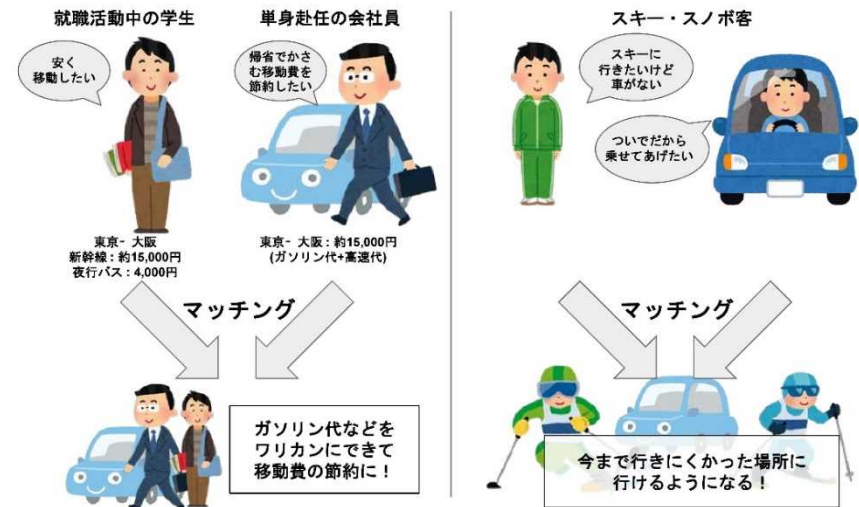 就職活動中の学生
単身赴任の会社員
安く
移動したい
帰省でかさ
む移動費を
節約したい
東京- 大阪
新幹線：約15,000円
夜行バス：4,000円
東京- 大阪：約15,000円
(ガソリン代+高速代)
マッチング
ガソリン代などを
ワリカンにできて
移動費の節約に！
スキー・スノボ客
スキーに
行きたいけど
車がない
ついでだから
乗せてあげたい
マッチング
今まで行きにくかった場所に
行けるようになる！